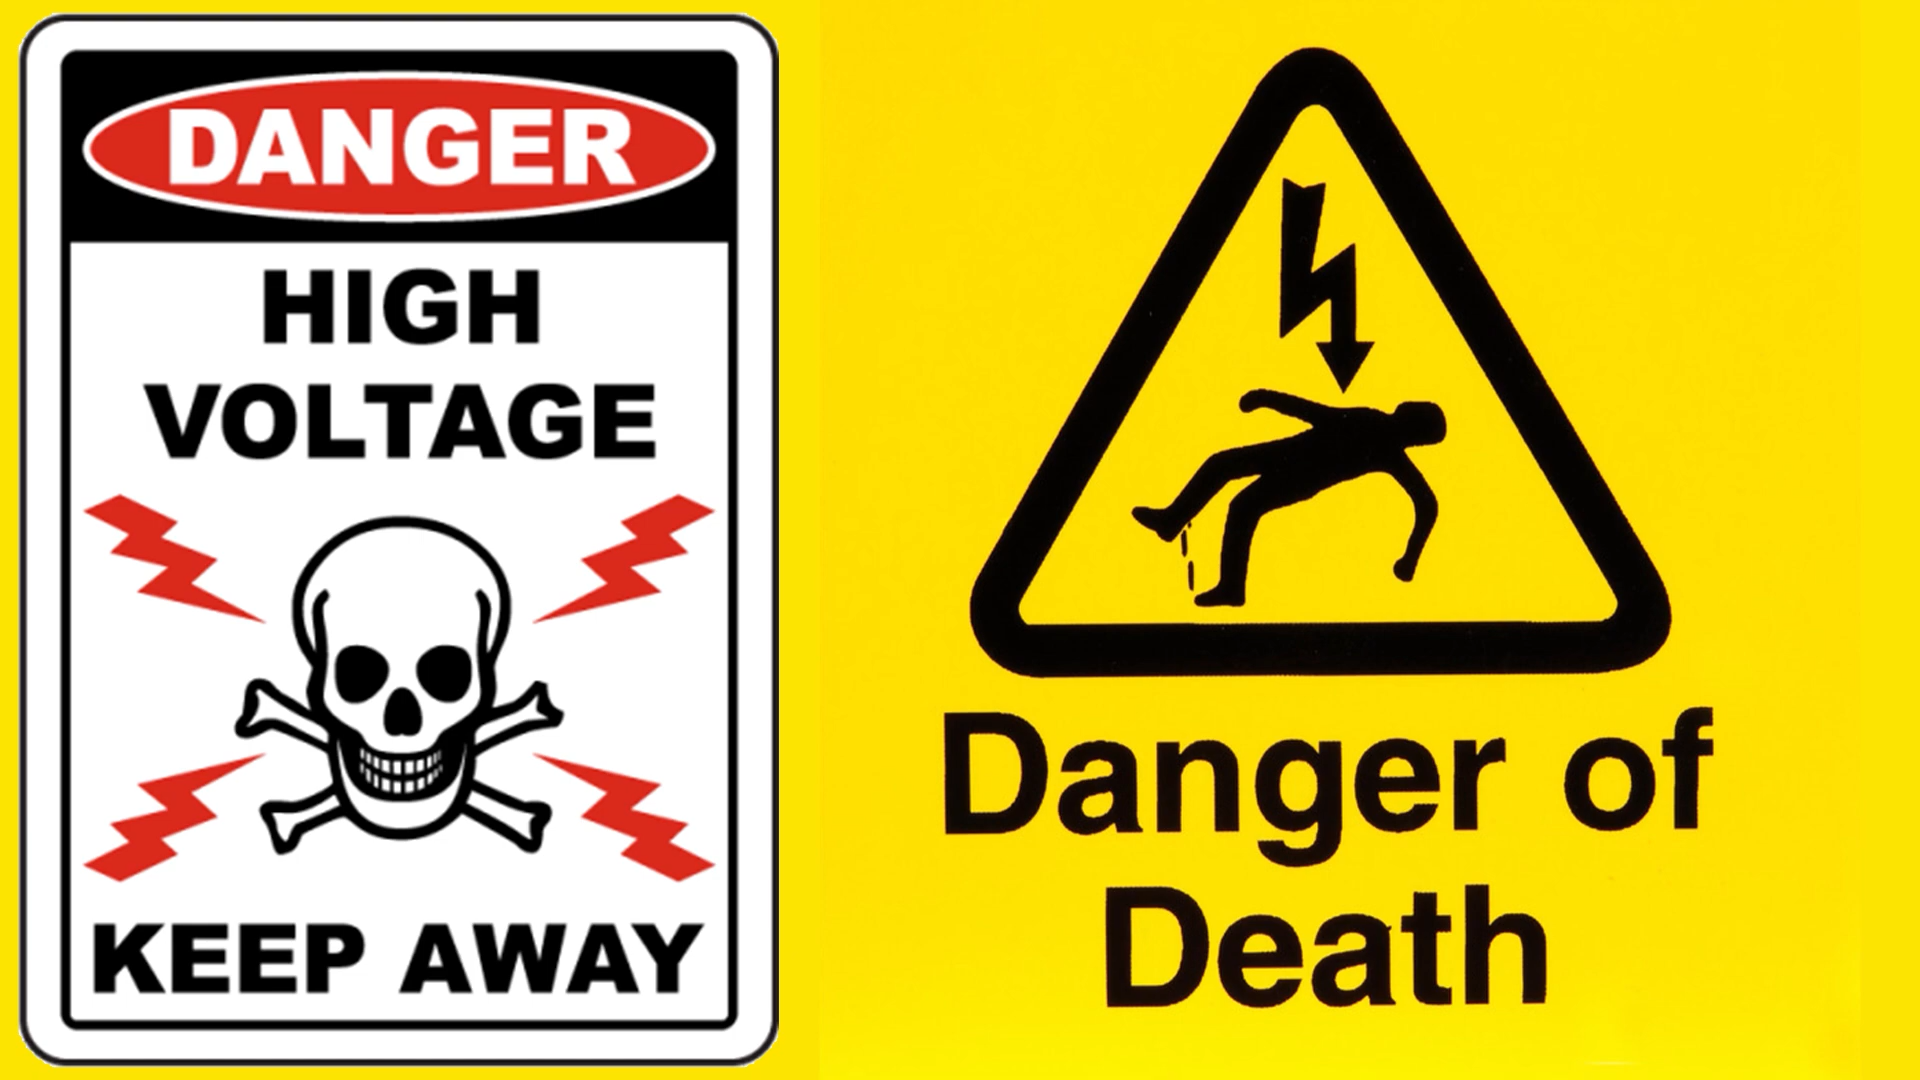 DANGER
HIGH
VOLTAGE
KEEP AWAY
Danger of
Death